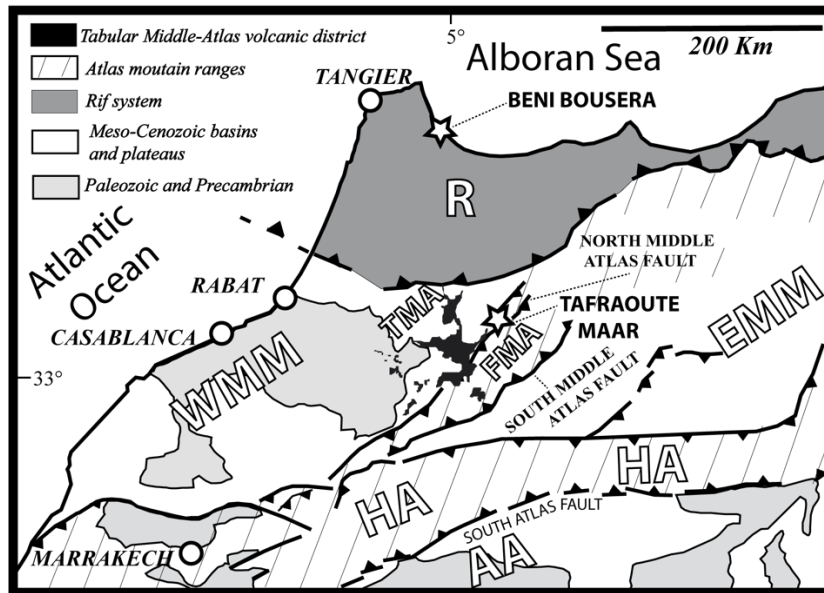 Tabular Middle-Atlas volcanic district
Atlas moutain ranges
Rif system
Meso-Cenozoic basins
and plateaus
Paleozoic and Precambrian
5°
200 Km
Alboran Sea
TANGIER
BENI BOUSERA
R
Atlantic
Ocean
NORTH MIDDLE
ATLAS FAULT
RABAT
TMA
TAFRAOUTE
MAAR
CASABLANCA
WMM
FMA
EMM
33°
SOUTH MIDDLE
ATLAS FAULT
HA
HA
SOUTH ATLAS FAULT
MARRAKECH
AA